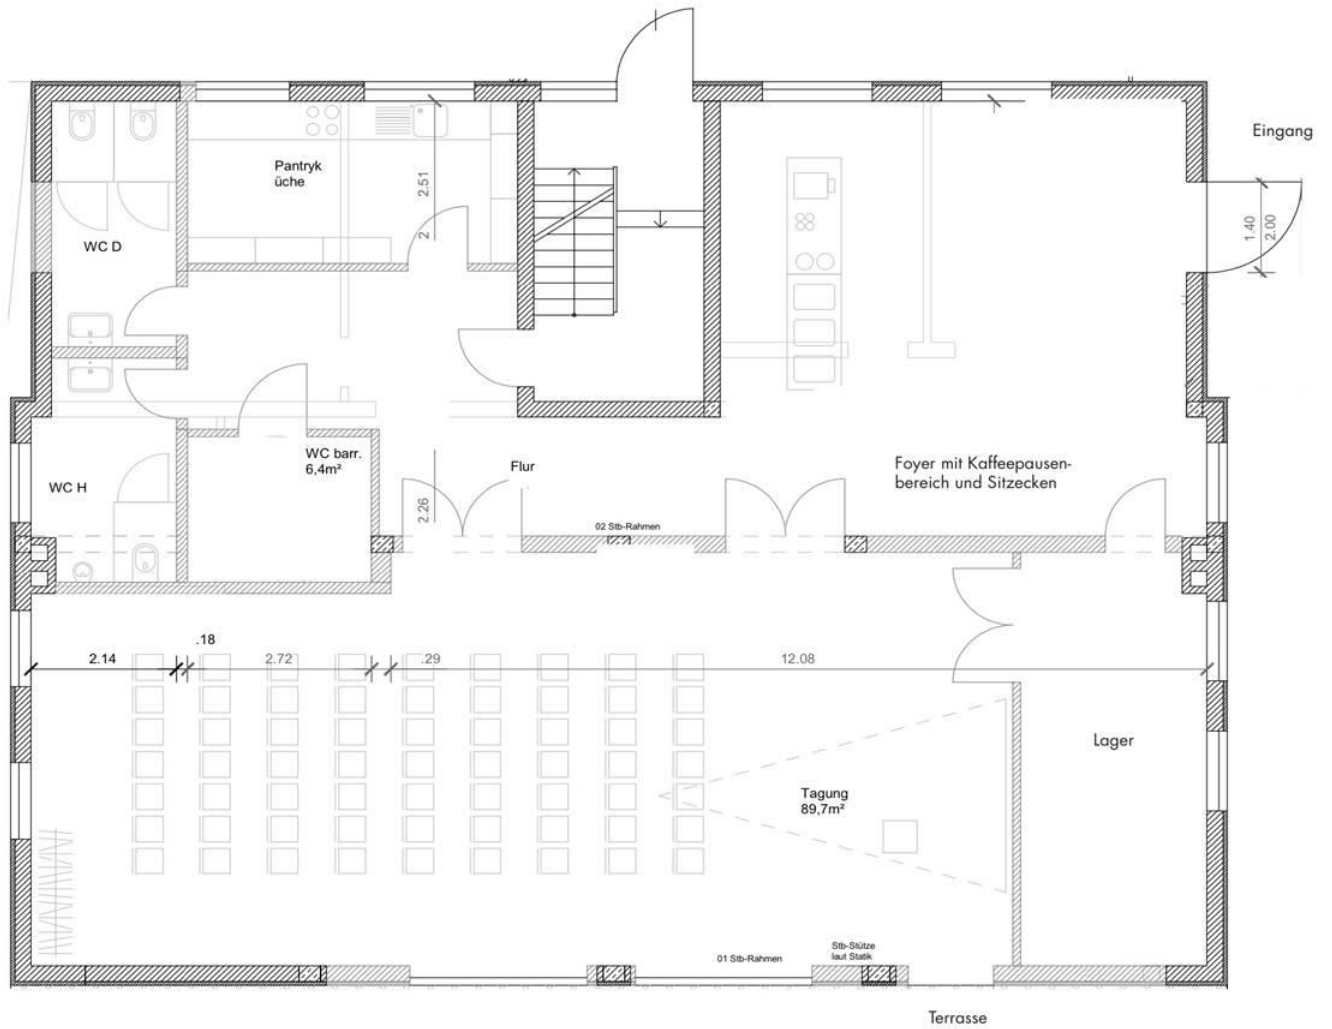 Eingang
Pantryk
üche
2.51
2
1.40
2.00
WC D
WC barr.
6,4m²
Flur
Foyer mit Kaffeepausen-
bereich und Sitzecken
WC H
2.26
02 Stb-Rahmen
.18
2.14
2.72
.29
12.08
Lager
Tagung
89,7m²
Stb-Stütze
laut Statik
01 Stb-Rahmen
Terrasse